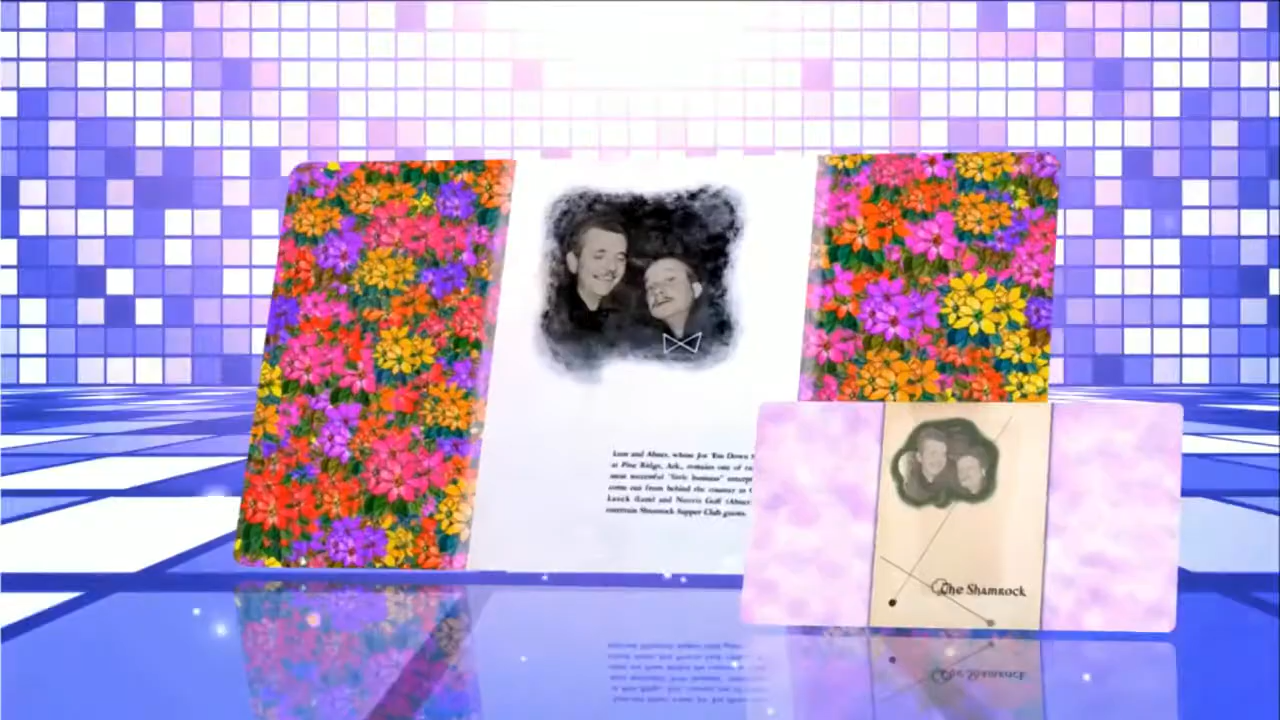 Lum and Abner, whose Jot 'Em Down
at Pine Ridge, Ark., remains one of
most successful "little business"
come out from behind the counter to
Lauck (Lum) and Norris Goff (Abner)
entertain Shamrock Supper Club guests.
The Shamrock